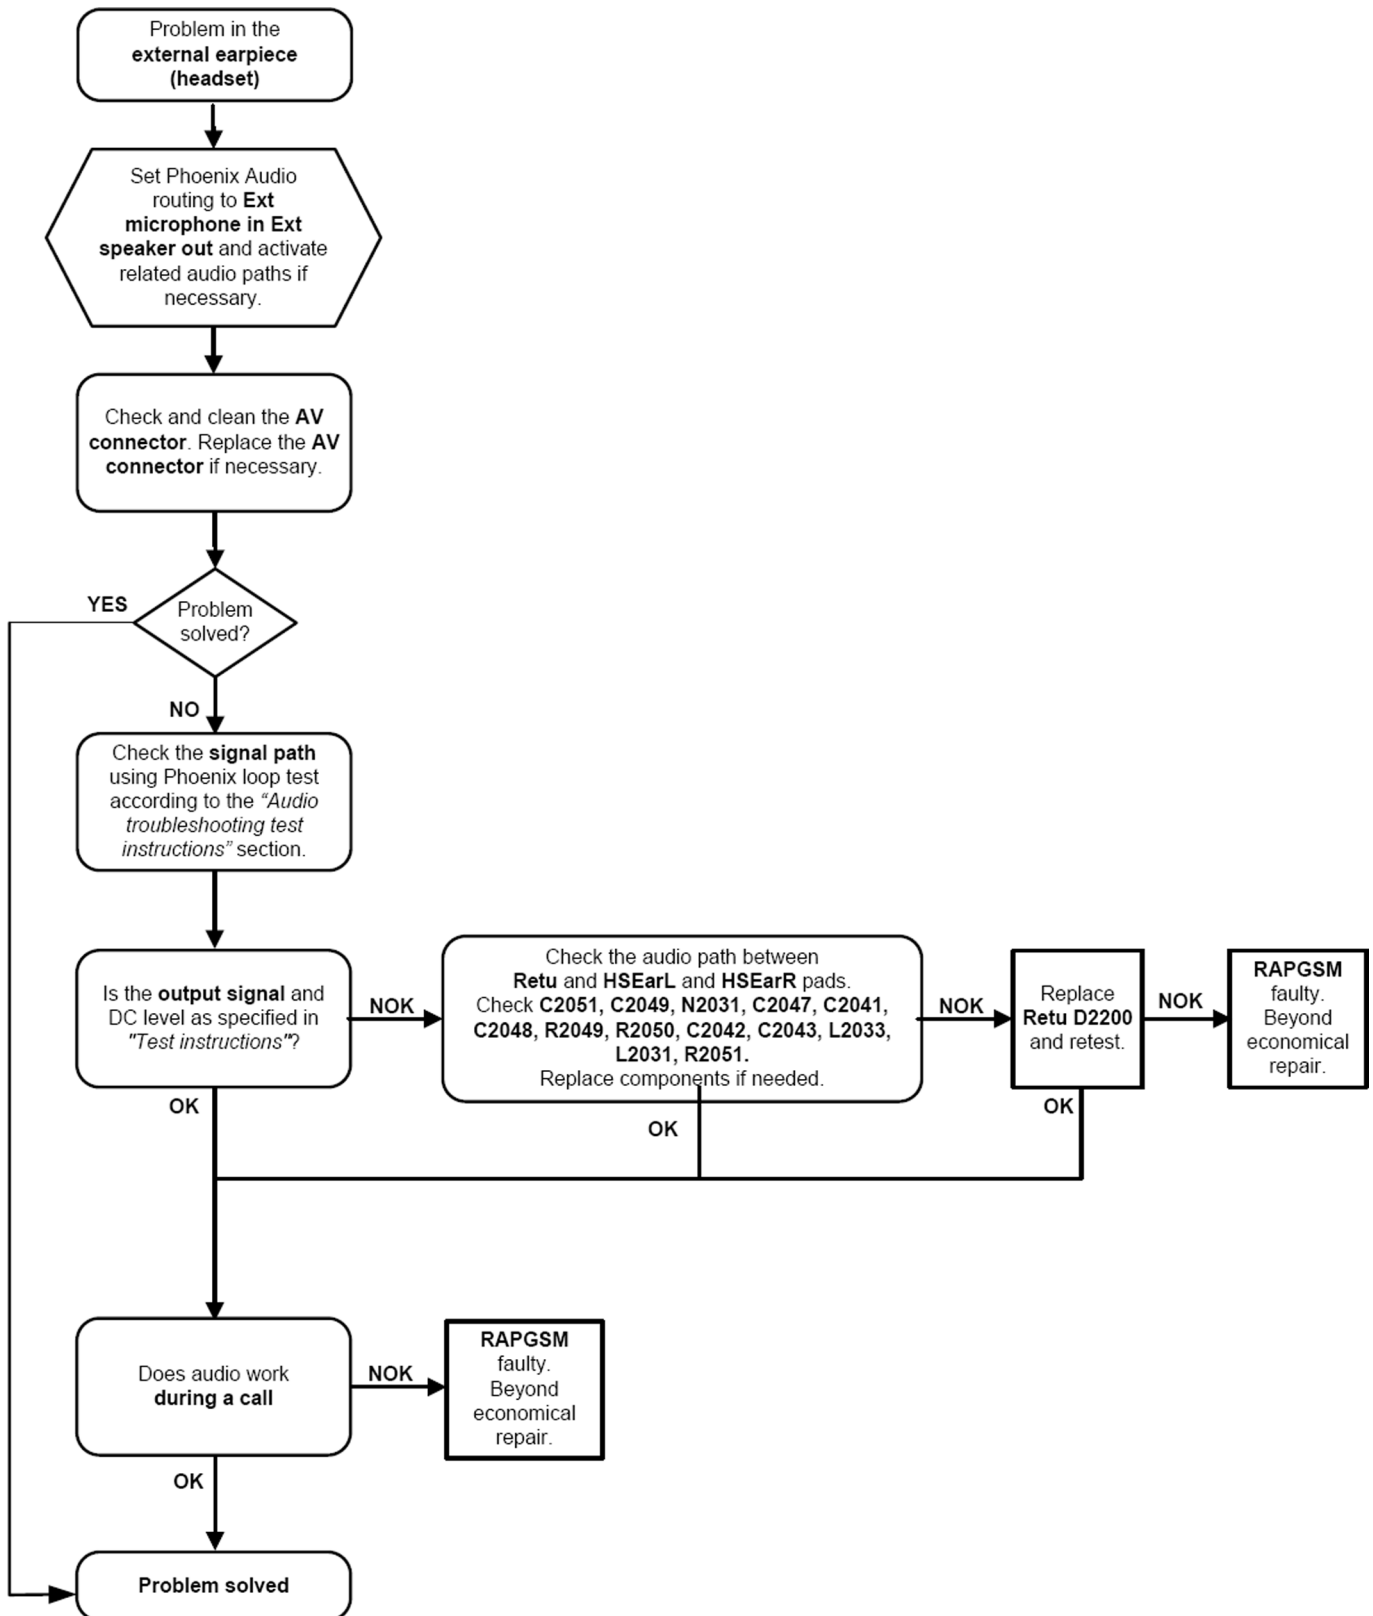 Problem in the
external earpiece
(headset)
Set Phoenix Audio
routing to Ext
microphone in Ext
speaker out and activate
related audio paths if
necessary.
Check and clean the AV
connector. Replace the AV
connector if necessary.
YES
Problem
solved?
NO
Check the signal path
using Phoenix loop test
according to the “Audio
troubleshooting test
instructions” section.
Is the output signal and
DC level as specified in
"Test instructions"?
NOK
Check the audio path between
Retu and HSEarL and HSEarR pads.
Check C2051, C2049, N2031, C2047, C2041,
C2048, R2049, R2050, C2042, C2043, L2033,
L2031, R2051.
Replace components if needed.
NOK
Replace
Retu D2200
and retest.
NOK
RAPGSM
faulty.
Beyond
economical
repair.
OK
OK
OK
Does audio work
during a call
NOK
RAPGSM
faulty.
Beyond
economical
repair.
OK
Problem solved